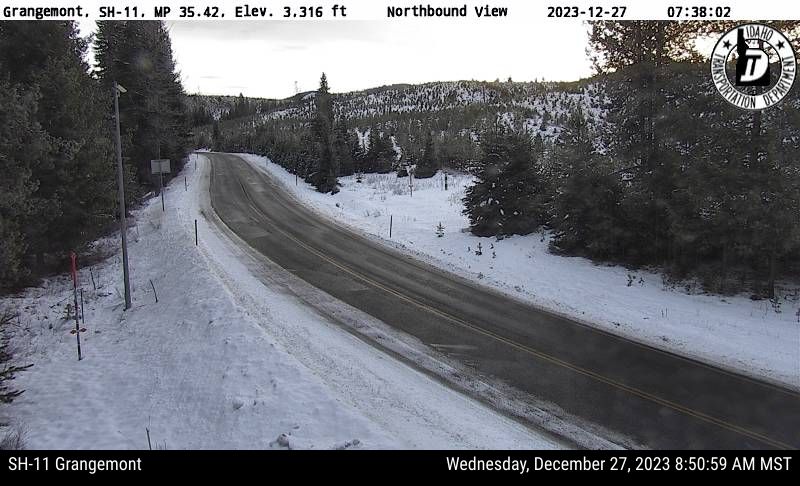 Grangemont, SH-11, MP 35.42, Elev. 3,316 ft Northbound View 2023-12-27 07:38:02
IDAHO
TRANSPORTATION DEPARTMENT
SH-11 Grangemont Wednesday, December 27, 2023 8:50:59 AM MST